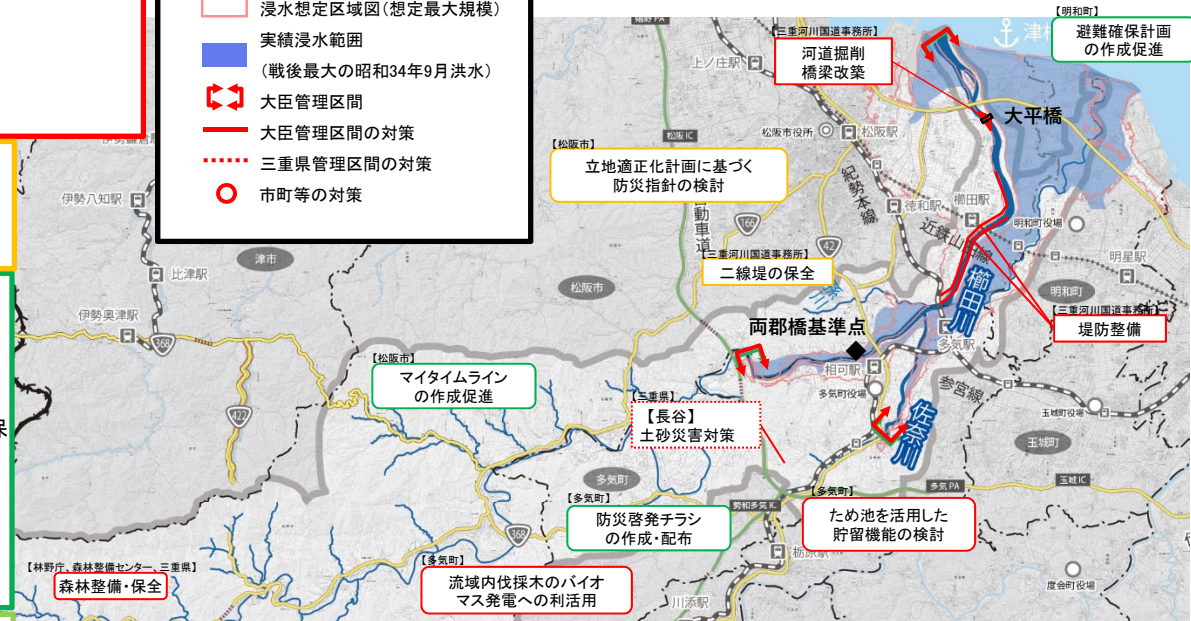 浸水想定区域図(想定最大規模)
実績浸水範囲
(戦後最大の昭和34年9月洪水)
大臣管理区間
大臣管理区間の対策
三重県管理区間の対策
市町等の対策
保
【三重河川国道事務所】
河道掘削
橋梁改築
【明和町】
避難確保計画
の作成促進
大平橋
上ノ庄駅
松阪IC
松阪市役所
松阪駅
【松阪市】
立地適正化計画に基づく
防災指針の検討
紀勢本線
徳和駅
櫛田駅
明和町役場
伊勢八知駅
自動車道
166
42
近鉄山田線
明星駅
津市
比津駅
松阪市
【三重河川国道事務所】
二線堤の保全
櫛田川
明和町
【三重河川国道事務所】
堤防整備
伊勢奥津駅
368
両郡橋基準点
多気駅
【松阪市】
マイタイムライン
の作成促進
相可駅
多気町役場
参宮線
422
【三重県】
【長谷】
土砂災害対策
佐奈川
玉城町役場
玉城町
多気町
多気PA
玉城IC
勢和多気IC
【多気町】
防災啓発チラシ
の作成・配布
【多気町】
ため池を活用した
貯留機能の検討
368
栃原駅
【林野庁、森林整備センター、三重県】
森林整備・保全
【多気町】
流域内伐採木のバイオ
マス発電への利活用
川添駅
度会町役場